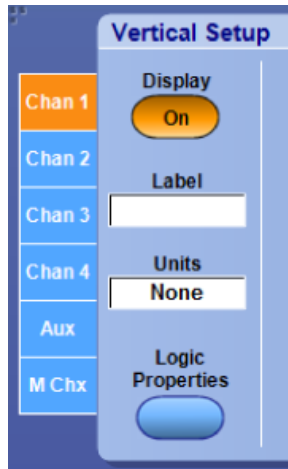 Vertical Setup
Chan 1
Chan 2
Chan 3
Chan 4
Aux
M Chx
Display
On
Label
Units
None
Logic
Properties